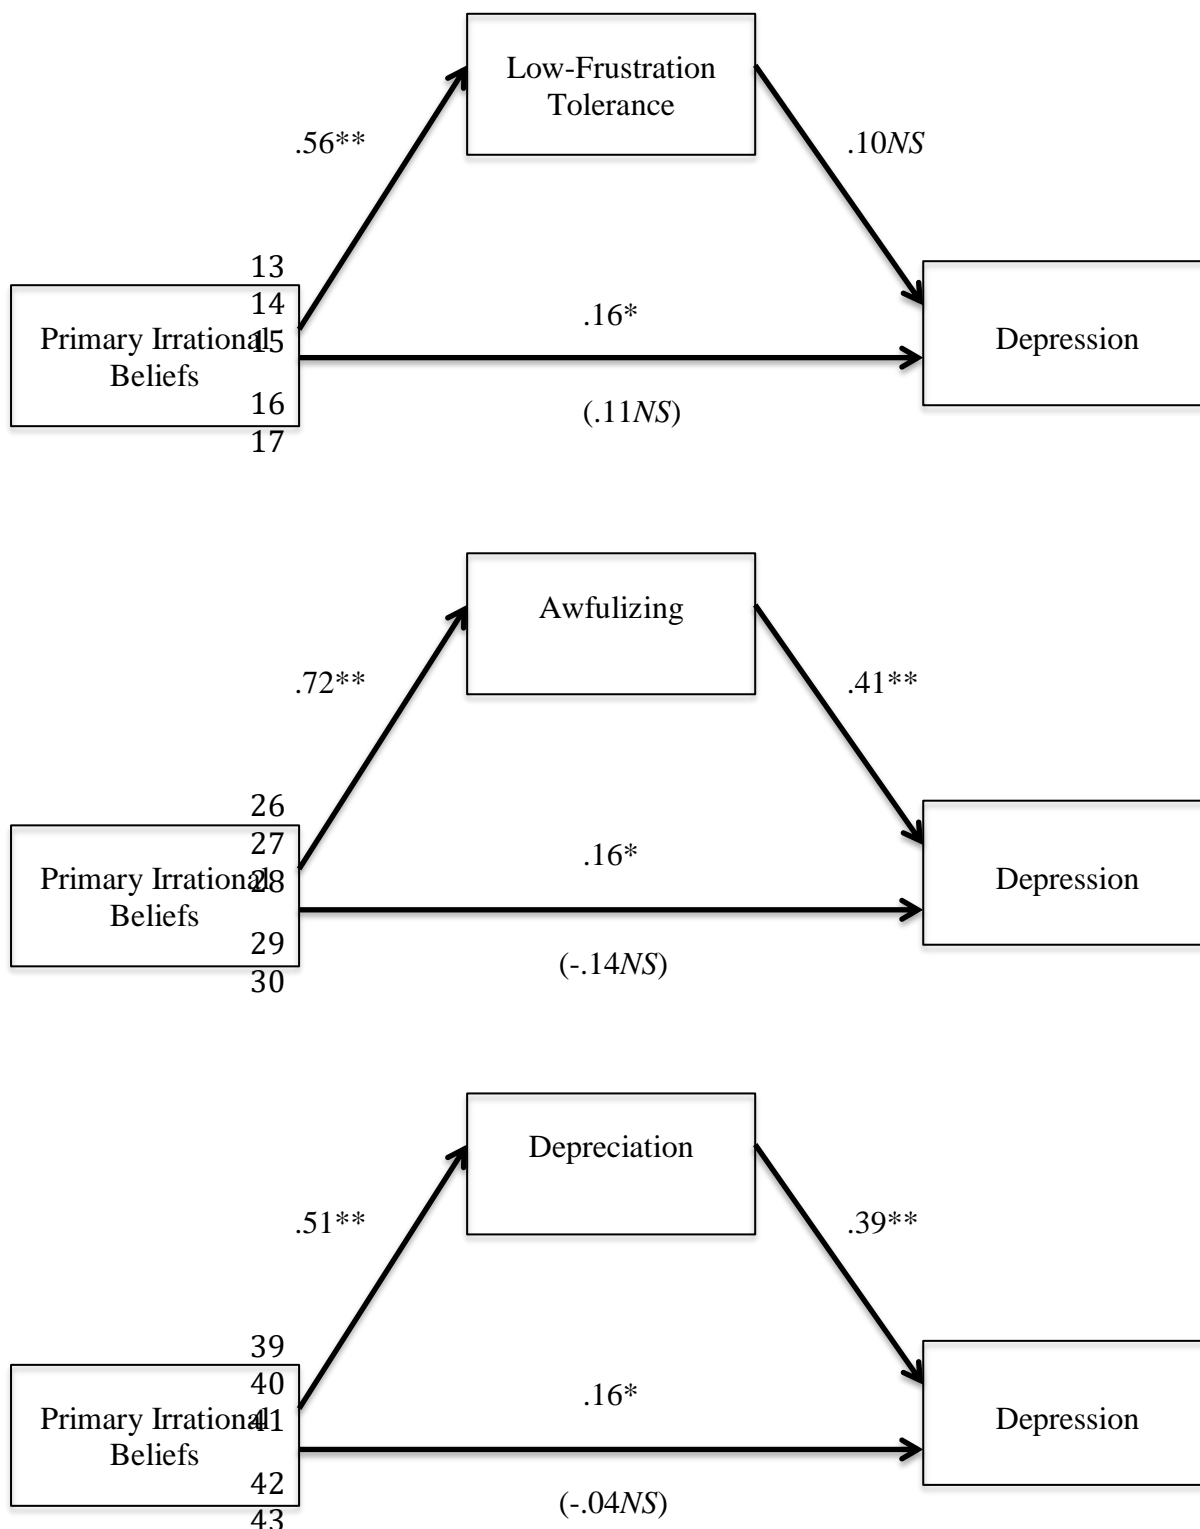 Low-Frustration
Tolerance
.56**
.10NS
13
14
.16*
Primary Irrational
15
Depression
Beliefs
16
(.11NS)
17
Awfulizing
.72**
.41**
26
27
.16*
Primary Irrational
28
Depression
Beliefs
29
(-.14NS)
30
Depreciation
.51**
.39**
39
40
.16*
Primary Irrational
41
Depression
Beliefs
42
(-.04NS)
43